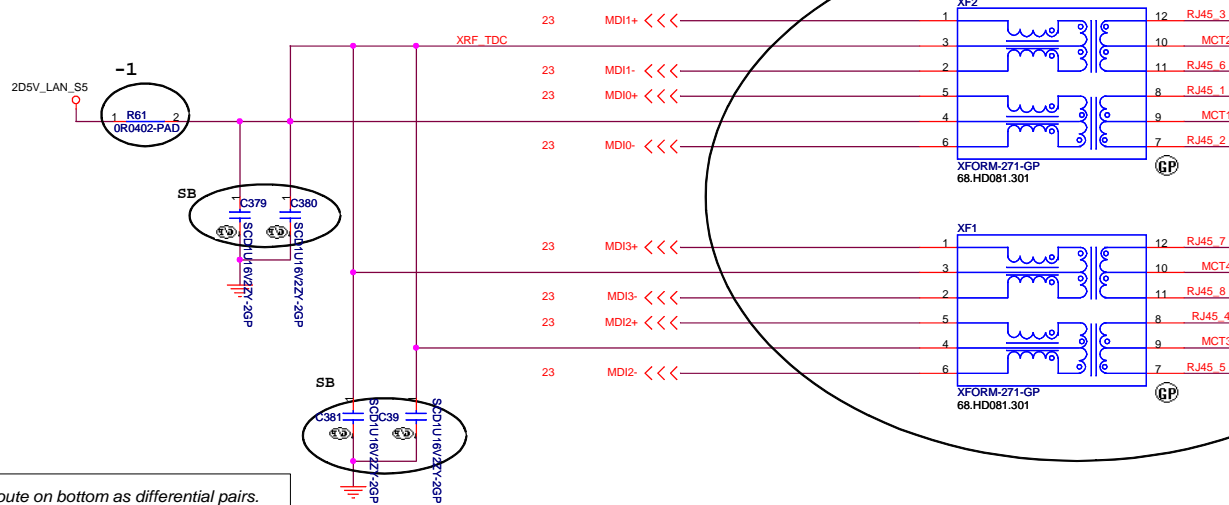 XF2
23 MDI1+ 1 12 RJ45_3
XRF_TDC 3 10 MCT2
-1
23 MDI1- 2 11 RJ45_6
2D5V_LAN_S5
23 MDI0+ 5 8 RJ45_1
1 R61 2
4 9 MCT1
0R0402-PAD
23 MDI0- 6 7 RJ45_2
XFORM-271-GP
GP
68.HD081.301
SB
1 1
C379 C380
SCD1U16V2ZY-2GP
SCD1U16V2ZY-2GP
XF1
23 MDI3+ 1 12 RJ45_7
3 10 MCT4
23 MDI3- 2 11 RJ45_8
23 MDI2+ 5 8 RJ45_4
4 9 MCT3
23 MDI2- 6 7 RJ45_5
XFORM-271-GP
GP
68.HD081.301
SB
1 1
C381 C39
SCD1U16V2ZY-2GP
SCD1U16V2ZY-2GP
oute on bottom as differential pairs.